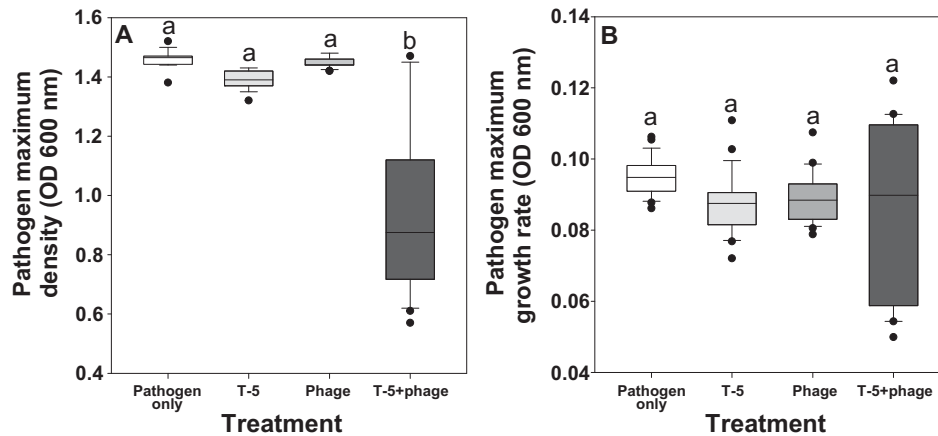 A
Pathogen maximum
density (OD 600 nm)
1.6
1.4
1.2
1.0
0.8
0.6
0.4
a
a
a
b
Pathogen
only
T-5
Phage
T-5+phage
Treatment
B
Pathogen maximum
growth rate (OD 600 nm)
0.14
0.12
0.10
0.08
0.06
0.04
a
a
a
a
Pathogen
only
T-5
Phage
T-5+phage
Treatment